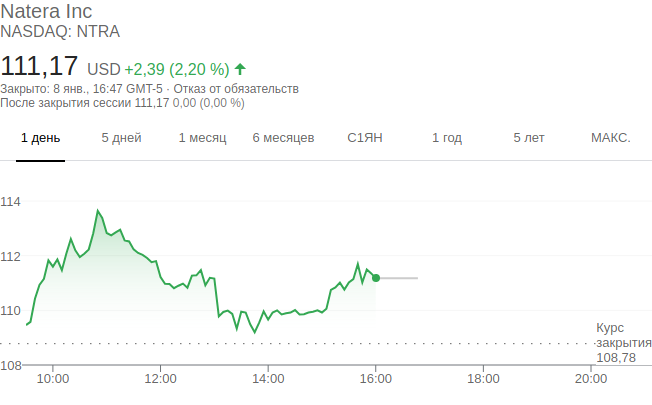 Natera Inc
NASDAQ: NTRA
111,17 USD +2,39 (2,20 %)
Закрыто: 8 янв., 16:47 GMT-5 · Отказ от обязательств
После закрытия сессии 111,17 0,00 (0,00 %)
1 день 5 дней 1 месяц 6 месяцев С1ЯН 1 год 5 лет МАКС.
114
112
110
Курс
закрытия
108,78
108
10:00 12:00 14:00 16:00 18:00 20:00